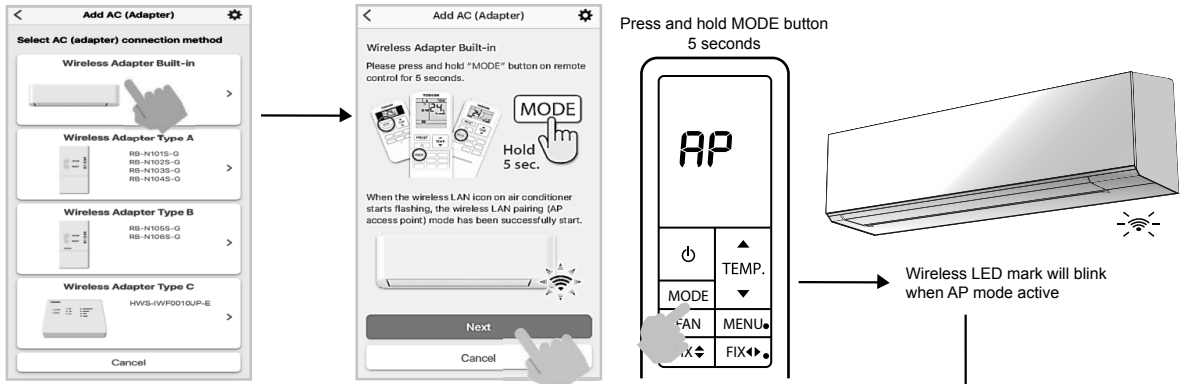 Add AC (Adapter)
Select AC (adapter) connection method
Wireless Adapter Built-in
Wireless Adapter Type A
RB-N101S-G
RB-N102S-G
RB-N103S-G
RB-N104S-G
Wireless Adapter Type B
RB-N105S-G
RB-N106S-G
Wireless Adapter Type C
HWS-IWF0010UP-E
Cancel
Add AC (Adapter)
Wireless Adapter Built-in
Please press and hold "MODE" button on remote
control for 5 seconds.
MODE
Hold
5 sec.
When the wireless LAN icon on air conditioner
starts flashing, the wireless LAN pairing (AP
access point) mode has been successfully start.
Next
Cancel
Press and hold MODE button
5 seconds
AP
TEMP.
MODE
FAN
MENU
FIX
FIX
Wireless LED mark will blink
when AP mode active